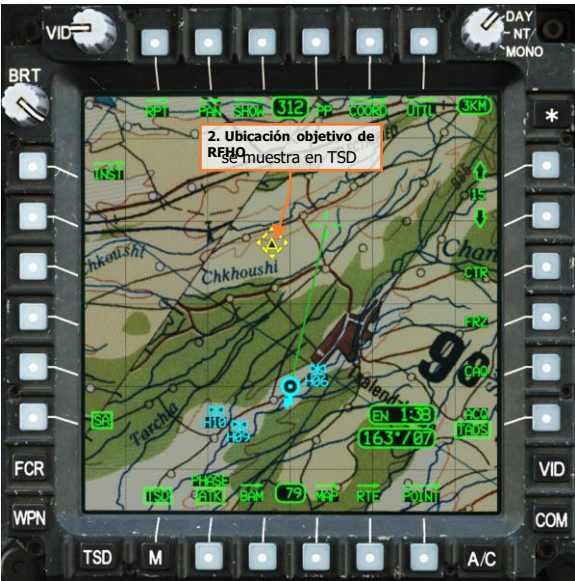 VID
DAY
NT
MONO
BRT
RPT PAN SHOW 312 PP COORD UTIL 3KM
*
2. Ubicación objetivo de
RFHO
se muestra en TSD
INST
15
Chkhoushi
CTR
FRZ
98
CAQ
H06
Tarchla
H10
H09
EN 1:38
163°/07
ACQ
TADS
SA
FCR
VID
PHASE
TSD ATK BAM 79 MAP RTE POINT
WPN
COM
TSD M A/C